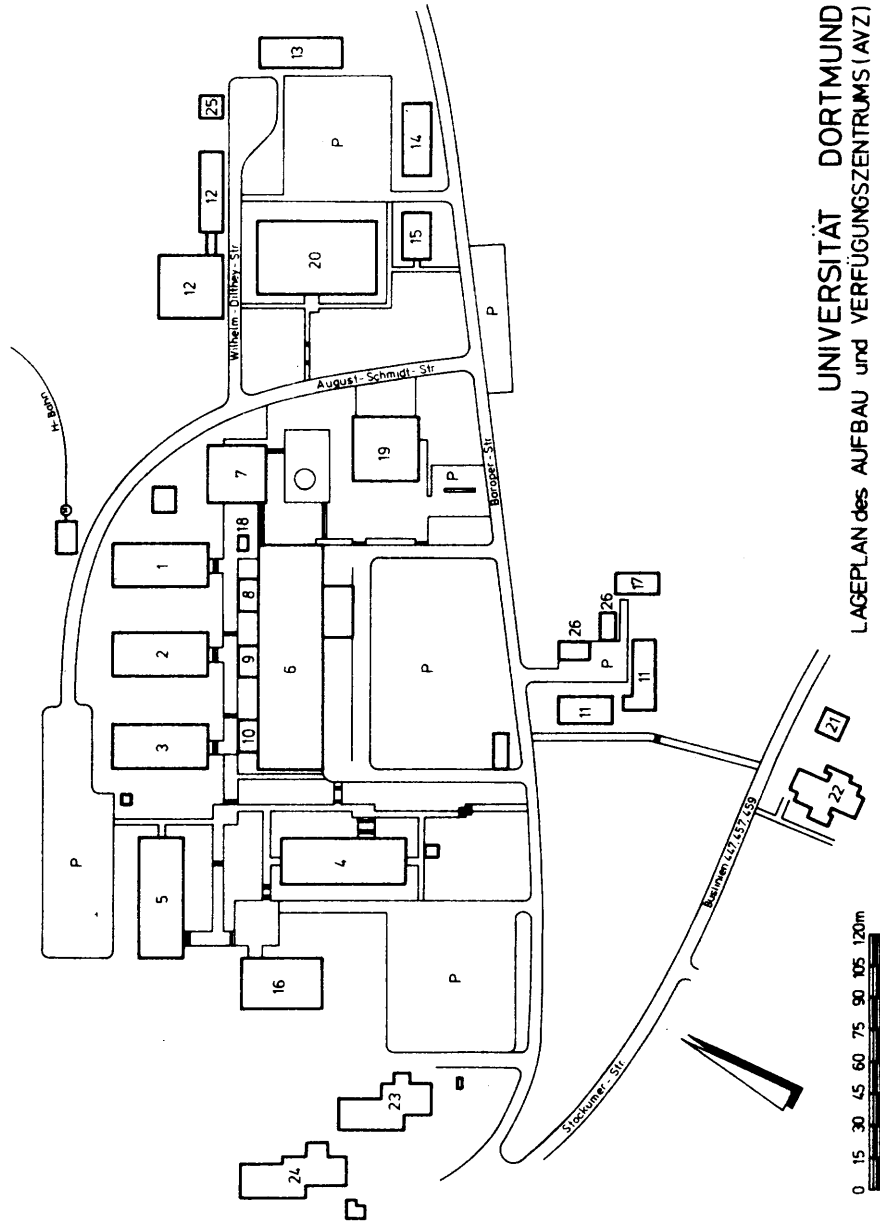 UNIVERSITÄT DORTMUND
LAGEPLAN des AUFBAU und VERFÜGUNGSZENTRUMS (AVZ)
H-Bahn
Wilhelm-Dilthey-Str
August-Schmidt-Str
Baroper-Str
Stockumer-Str
Buslinien 447.457.459
13
25
12
12
P
14
20
15
P
7
19
P
18
1
8
2
9
6
3
10
P
P
5
4
16
P
23
24
26
26
17
P
11
11
21
22
0 15 30 45 60 75 90 105 120m